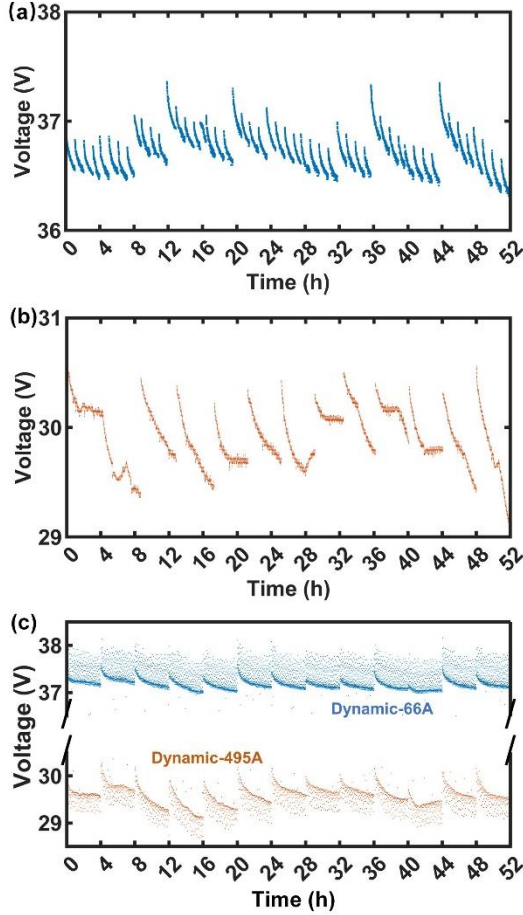 (a)
38
37
36
Voltage (V)
0 4 8 12 16 20 24 28 32 36 40 44 48 52
Time (h)
(b)
31
30
29
Voltage (V)
0 4 8 12 16 20 24 28 32 36 40 44 48 52
Time (h)
(c)
38
37
Dynamic-66A
Voltage (V)
Dynamic-495A
30
29
0 4 8 12 16 20 24 28 32 36 40 44 48 52
Time (h)